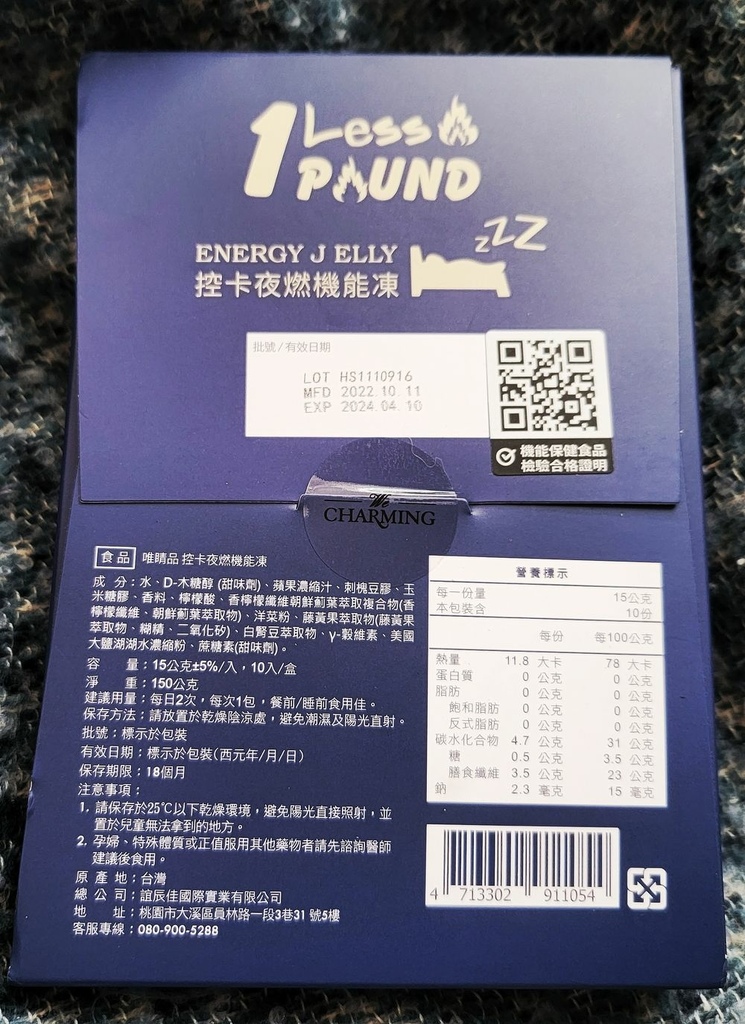 1 Less
POUND
zzZ
ENERGY J ELLY
控卡夜燃機能凍
批號/有效日期
LOT HS1110916
MFD 2022.10.11
EXP 2024.04.10
機能保健食品
檢驗合格證明
We
CHARMING
食品 唯睛品 控卡夜燃機能凍
成 分:水、D-木糖醇 (甜味劑)、蘋果濃縮汁、刺槐豆膠、玉
米糖膠、香料、檸檬酸、香檸檬纖維朝鮮薊葉萃取複合物(香
檸檬纖維、朝鮮薊葉萃取物)、洋菜粉、藤黃果萃取物(藤黃果
萃取物、糊精、二氧化矽)、白腎豆萃取物、γ-穀維素、美國
大鹽湖湖水濃縮粉、蔗糖素(甜味劑)。
容 量:15公克±5%/入,10入/盒
淨 重:150公克
建議用量:每日2次,每次1包,餐前/睡前食用佳。
保存方法:請放置於乾燥陰涼處,避免潮濕及陽光直射。
批號:標示於包裝
有效日期:標示於包裝(西元年/月/日)
保存期限:18個月
注意事項:
1. 請保存於25℃以下乾燥環境,避免陽光直接照射,並
置於兒童無法拿到的地方。
2. 孕婦、特殊體質或正值服用其他藥物者請先諮詢醫師
建議後食用。
原 產 地:台灣
總 公 司:誼辰佳國際實業有限公司
地 址:桃園市大溪區員林路一段3巷31號5樓
客服專線:080-900-5288
營養標示
每一份量 15公克
本包裝含 10份
每份 每100公克
熱量 11.8 大卡 78 大卡
蛋白質 0 公克 0 公克
脂肪 0 公克 0 公克
飽和脂肪 0 公克 0 公克
反式脂肪 0 公克 0 公克
碳水化合物 4.7 公克 31 公克
糖 0.5 公克 3.5 公克
膳食纖維 3.5 公克 23 公克
鈉 2.3 毫克 15 毫克
4 713302 911054